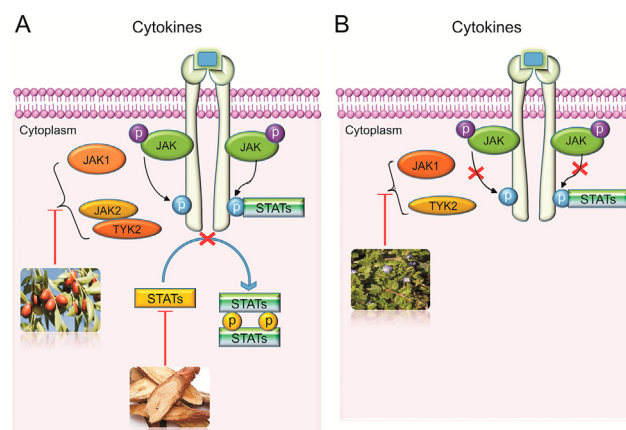 A
Cytokines
Cytoplasm
p
JAK
JAK
p
JAK1
JAK2
TYK2
p
p
STATs
STATs
STATs
p
p
STATs
B
Cytokines
Cytoplasm
p
JAK
JAK
p
JAK1
TYK2
p
p
STATs